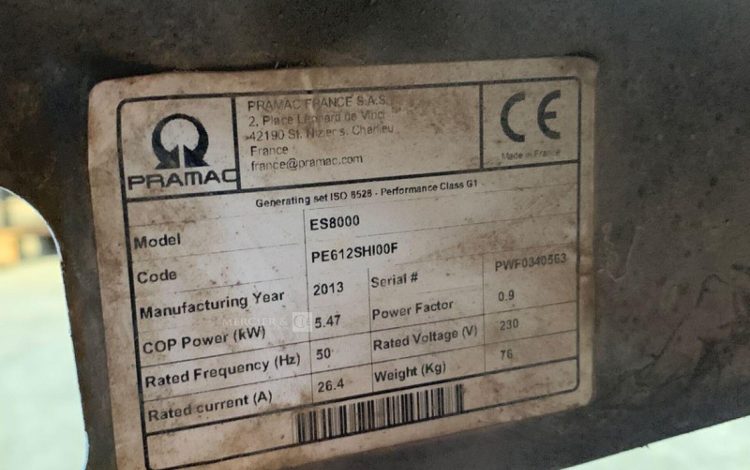 PRAMAC
PRAMAC FRANCE S.A.S.
2, Place Léonard de Vinci
42190 St. Nizier s. Charlieu
France
france@pramac.com
CE
Made in France
Generating set ISO 8528 - Performance Class G1
Model ES8000
Code PE612SHI00F
Manufacturing Year 2013 Serial # PWF0340563
COP Power (kW) 5.47 Power Factor 0.9
Rated Frequency (Hz) 50 Rated Voltage (V) 230
Rated current (A) 26.4 Weight (Kg) 76
MERCIER &